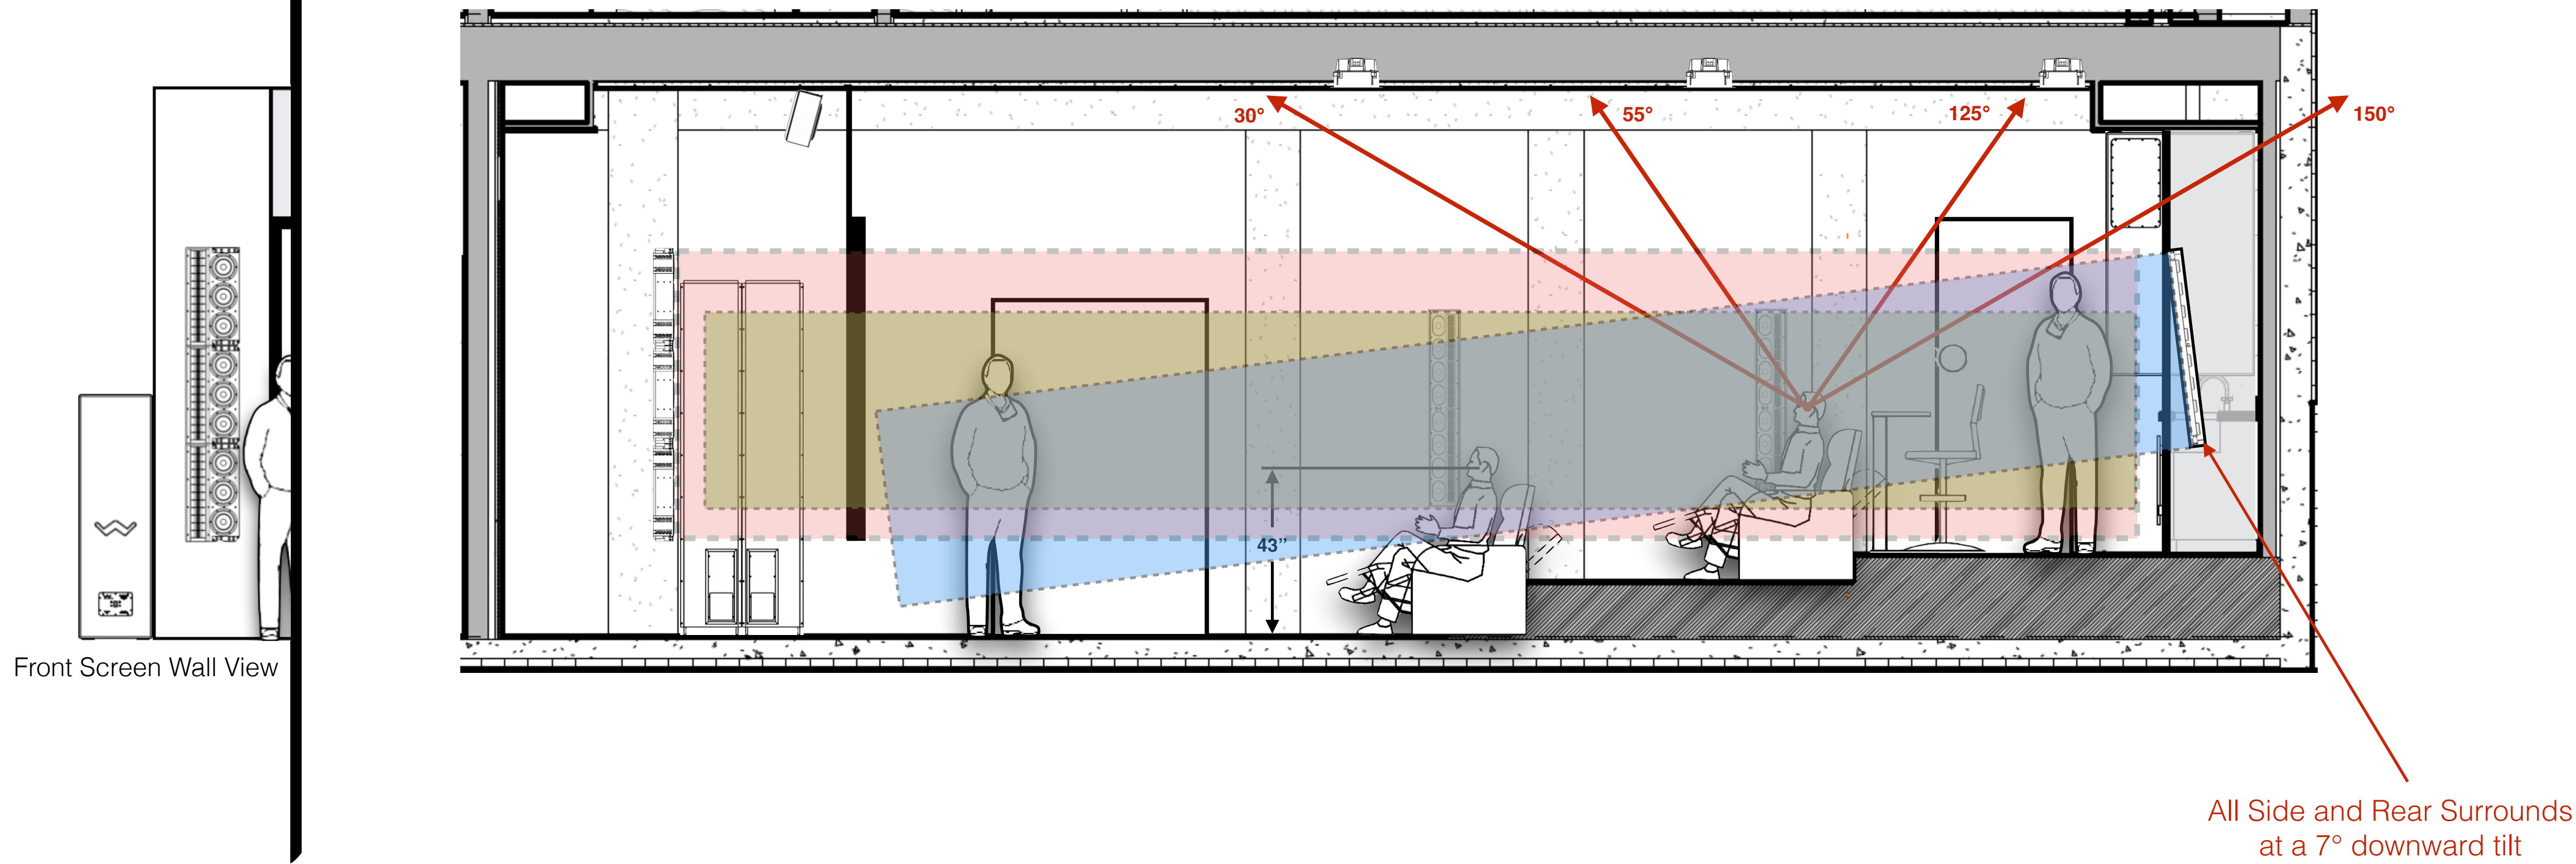 30°
55°
125°
150°
43”
Front Screen Wall View
All Side and Rear Surrounds
at a 7° downward tilt